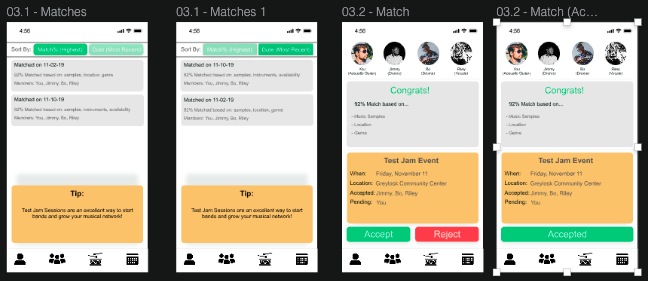 03.1 - Matches
4:56
Sort By: Match% (Highest) Date (Most Recent)
Matched on 11-02-19
92% Matched based on: samples, location, genre
Members: You, Jimmy, Bo, Riley
Matched on 11-10-19
94% Matched based on: samples, instruments, availability
Members: You, Jimmy, Bo, Riley
Tip:
Test Jam Sessions are an excellent way to start
bands and grow your musical network!
03.1 - Matches 1
4:56
Sort By: Match% (Highest) Date (Most Recent)
Matched on 11-10-19
Matched based on: samples, instruments, availability
Members: You, Jimmy, Bo, Riley
Matched on 11-02-19
92% Matched based on: samples, location, genre
Members: You, Jimmy, Bo, Riley
Tip:
Test Jam Sessions are an excellent way to start
bands and grow your musical network!
03.2 - Match
4:56
You Jimmy Bo Riley
(Acoustic Guitar) (Drums) (Drums) (Vocals)
Congrats!
92% Match based on...
- Music Samples
- Location
- Genre
Test Jam Event
When: Friday, November 11
Location: Greylock Community Center
Accepted: Jimmy, Bo, Riley
Pending: You
Accept Reject
03.2 - Match (Ac...
4:56
You Jimmy Bo Riley
(Acoustic Guitar) (Drums) (Drums) (Vocals)
Congrats!
92% Match based on...
- Music Samples
- Location
- Genre
Test Jam Event
When: Friday, November 11
Location: Greylock Community Center
Accepted: Jimmy, Bo, Riley
Pending: You
Accepted